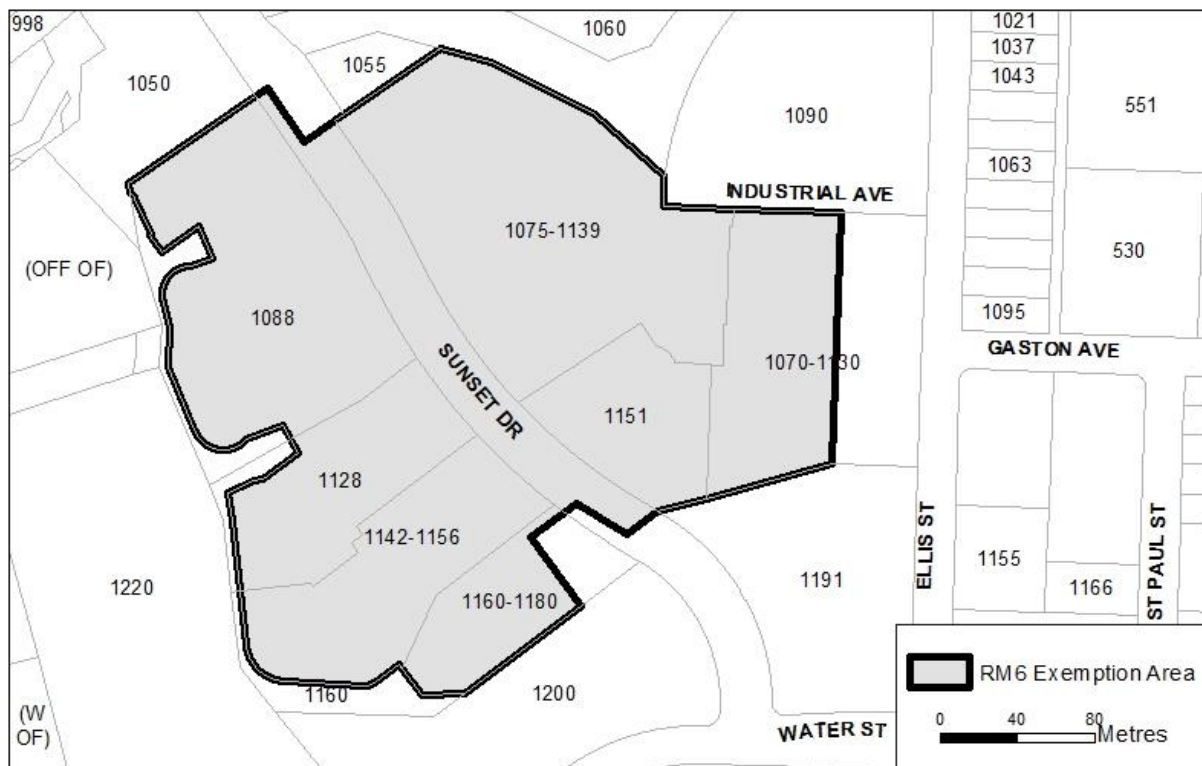 998
1060
1021
1055
1037
1050
1043
551
1090
1063
INDUSTRIAL AVE
1075-1139
530
(OFF OF)
1088
1095
GASTON AVE
SUNSET DR
1070-1130
1151
1128
1142-1156
ELLIS ST
1155
1191
1220
1166
ST PAUL ST
1160-1180
RM6 Exemption Area
1160
1200
(W
OF)
WATER ST
0 40 80
Metres